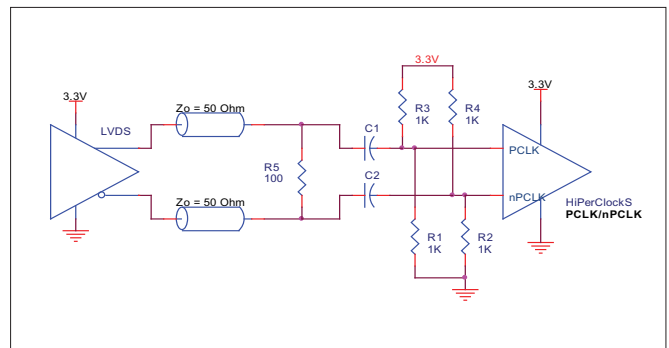 3.3V
LVDS
Zo = 50 Ohm
Zo = 50 Ohm
R5
100
C1
C2
3.3V
R3
1K
R4
1K
R1
1K
R2
1K
3.3V
PCLK
nPCLK
HiPerClockS
PCLK/nPCLK